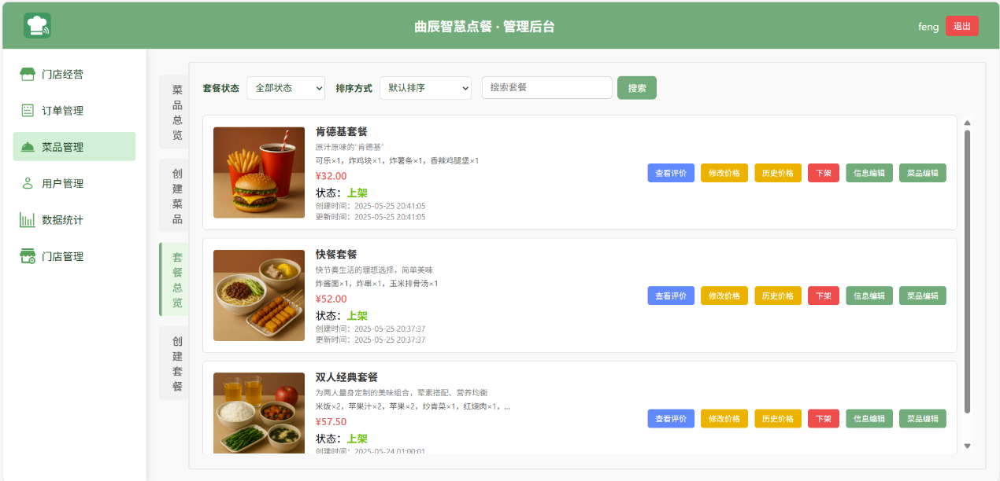 曲辰智慧点餐 · 管理后台
feng
退出
门店经营
订单管理
菜品管理
用户管理
数据统计
门店管理
菜品总览
创建菜品
套餐总览
创建套餐
套餐状态 全部状态 排序方式 默认排序 搜索套餐 搜索
肯德基套餐
原汁原味的"肯德基"
可乐×1，炸鸡块×1，炸薯条×1，香辣鸡腿堡×1
¥32.00
状态：上架
创建时间：2025-05-25 20:41:05
更新时间：2025-05-25 20:41:05
查看评价 修改价格 历史价格 下架 信息编辑 菜品编辑
快餐套餐
快节奏生活的理想选择，简单美味
炸酱面×1，炸串×1，玉米排骨汤×1
¥52.00
状态：上架
创建时间：2025-05-25 20:37:37
更新时间：2025-05-25 20:37:37
查看评价 修改价格 历史价格 下架 信息编辑 菜品编辑
双人经典套餐
为两人量身定制的美味组合，荤素搭配、营养均衡
米饭×2，苹果汁×2，苹果×2，炒青菜×1，红烧肉×1，...
¥57.50
状态：上架
创建时间：2025-05-24 01:00:01
查看评价 修改价格 历史价格 下架 信息编辑 菜品编辑